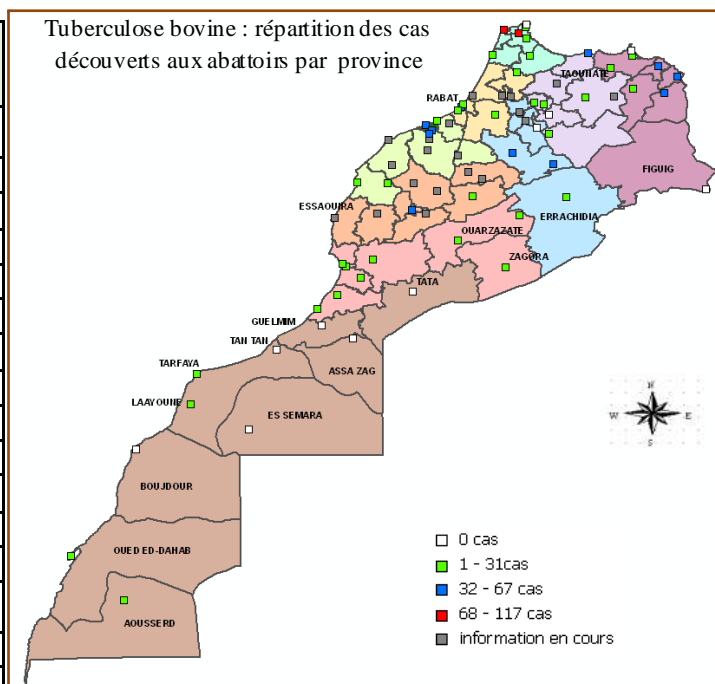 Tuberculose bovine : répartition des cas
découverts aux abattoirs par province
TAOUNATE
RABAT
FIGUIG
ESSAOUIRA
ERRACHIDIA
OUARZAZATE
ZAGORA
TATA
GUELMIM
TAN TAN
TARFAYA
ASSA ZAG
LAAYOUNE
ES SEMARA
N
W E
S
BOUJDOUR
OUED ED-DAHAB
AOUSSERD
0 cas
1 - 31cas
32 - 67 cas
68 - 117 cas
information en cours